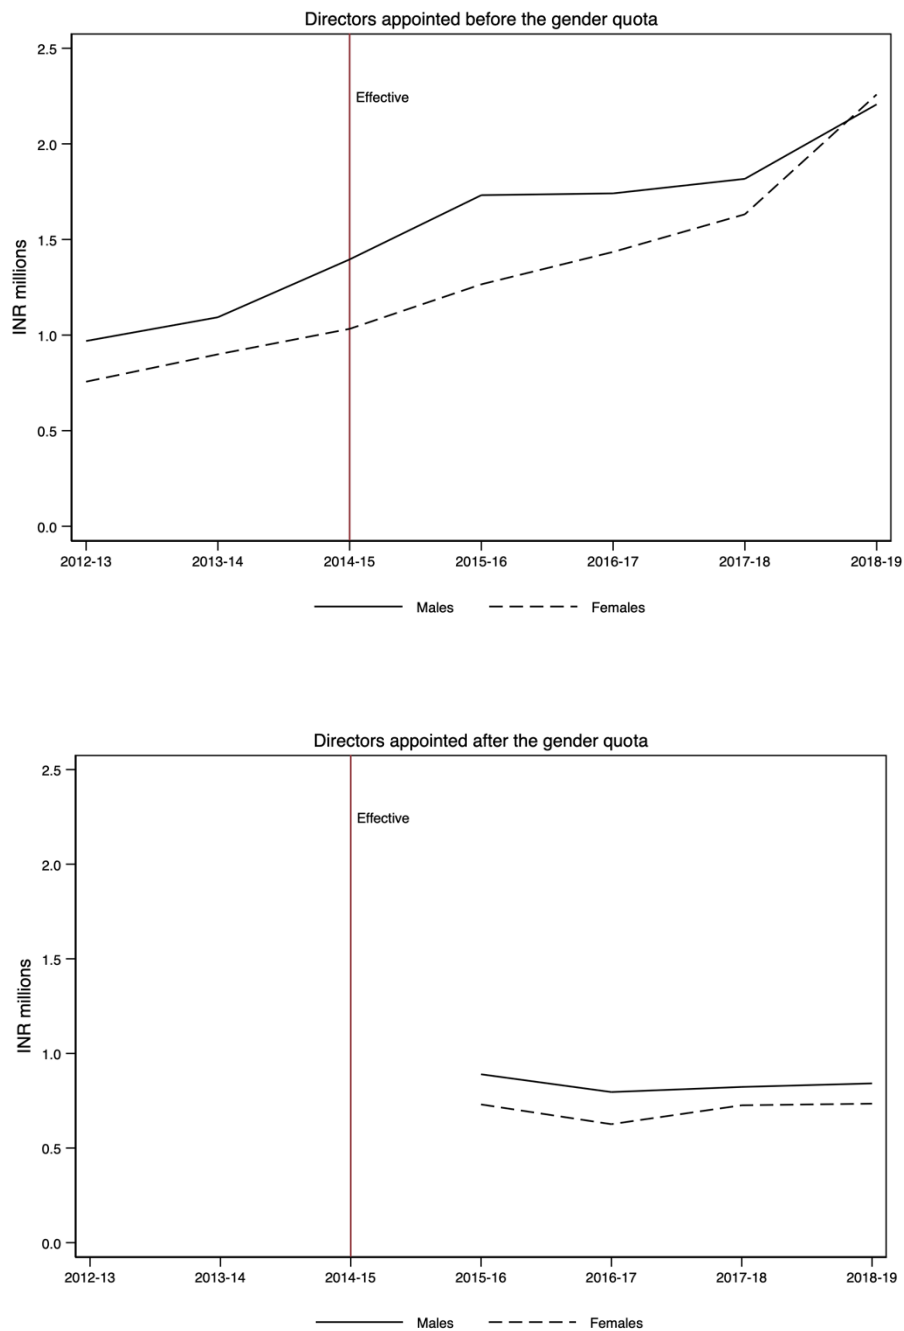 Directors appointed before the gender quota
2.5
2.0
1.5
1.0
0.5
0.0
INR millions
Effective
2012-13 2013-14 2014-15 2015-16 2016-17 2017-18 2018-19
Males Females
Directors appointed after the gender quota
2.5
2.0
1.5
1.0
0.5
0.0
INR millions
Effective
2012-13 2013-14 2014-15 2015-16 2016-17 2017-18 2018-19
Males Females